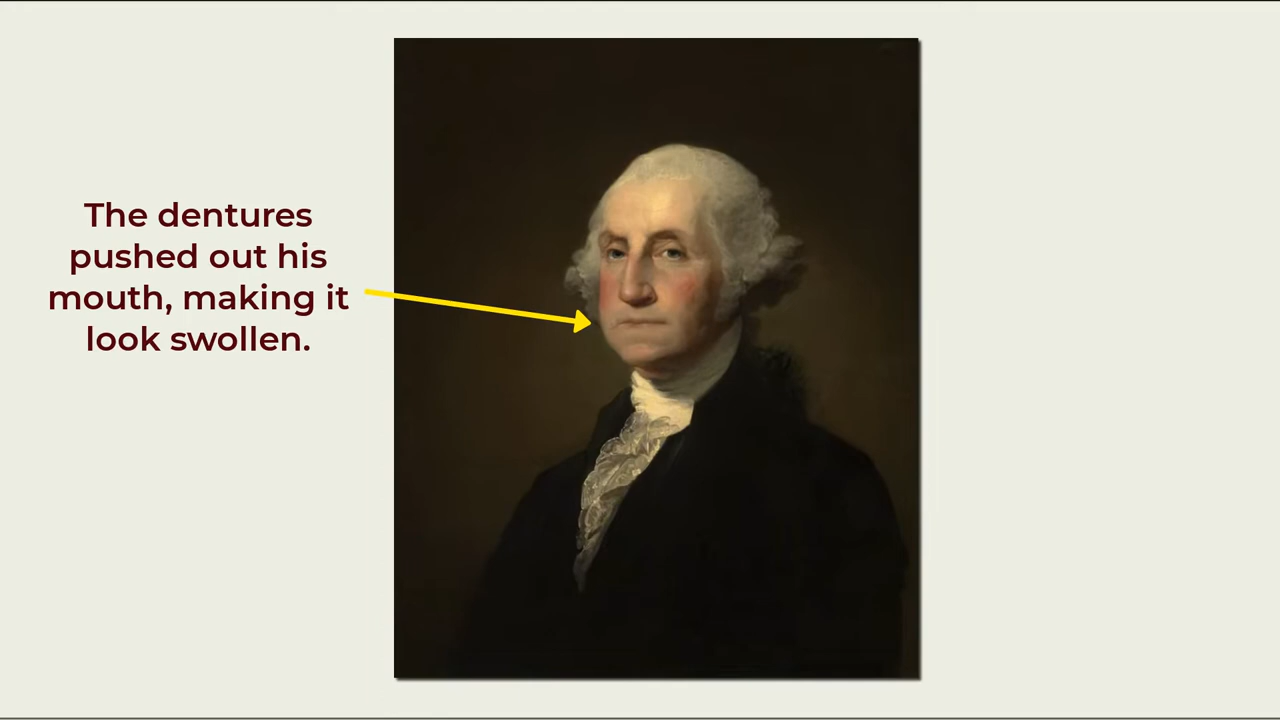 The dentures
pushed out his
mouth, making it
look swollen.